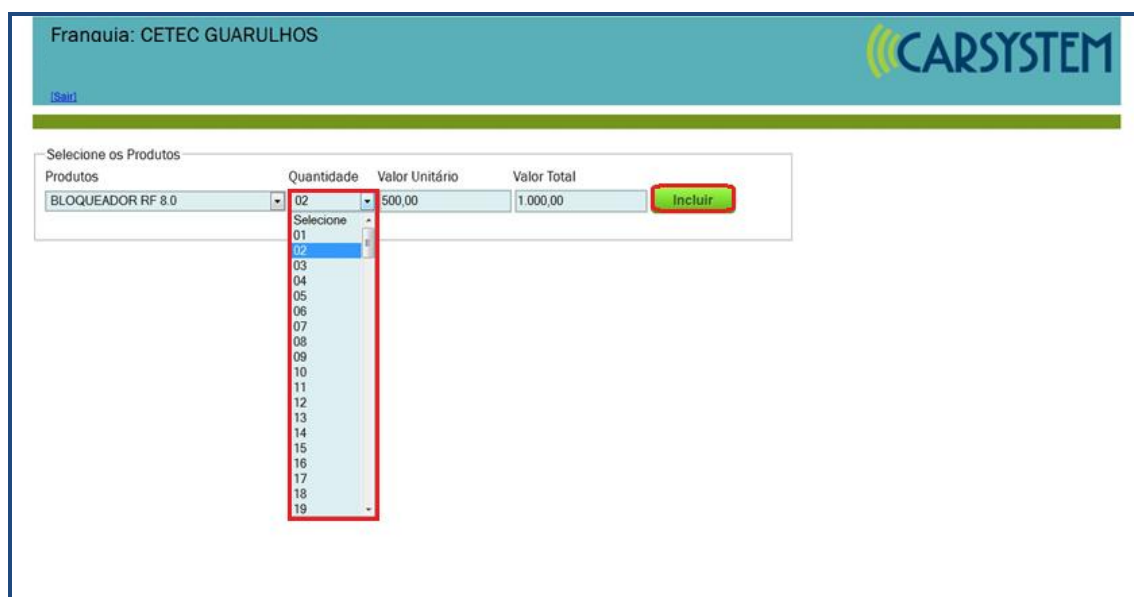 Franquia: CETEC GUARULHOS
CARSYSTEM
[Sair]
Selecione os Produtos
Produtos Quantidade Valor Unitário Valor Total
BLOQUEADOR RF 8.0 02 500,00 1.000,00 Incluir
Selecione
01
02
03
04
05
06
07
08
09
10
11
12
13
14
15
16
17
18
19